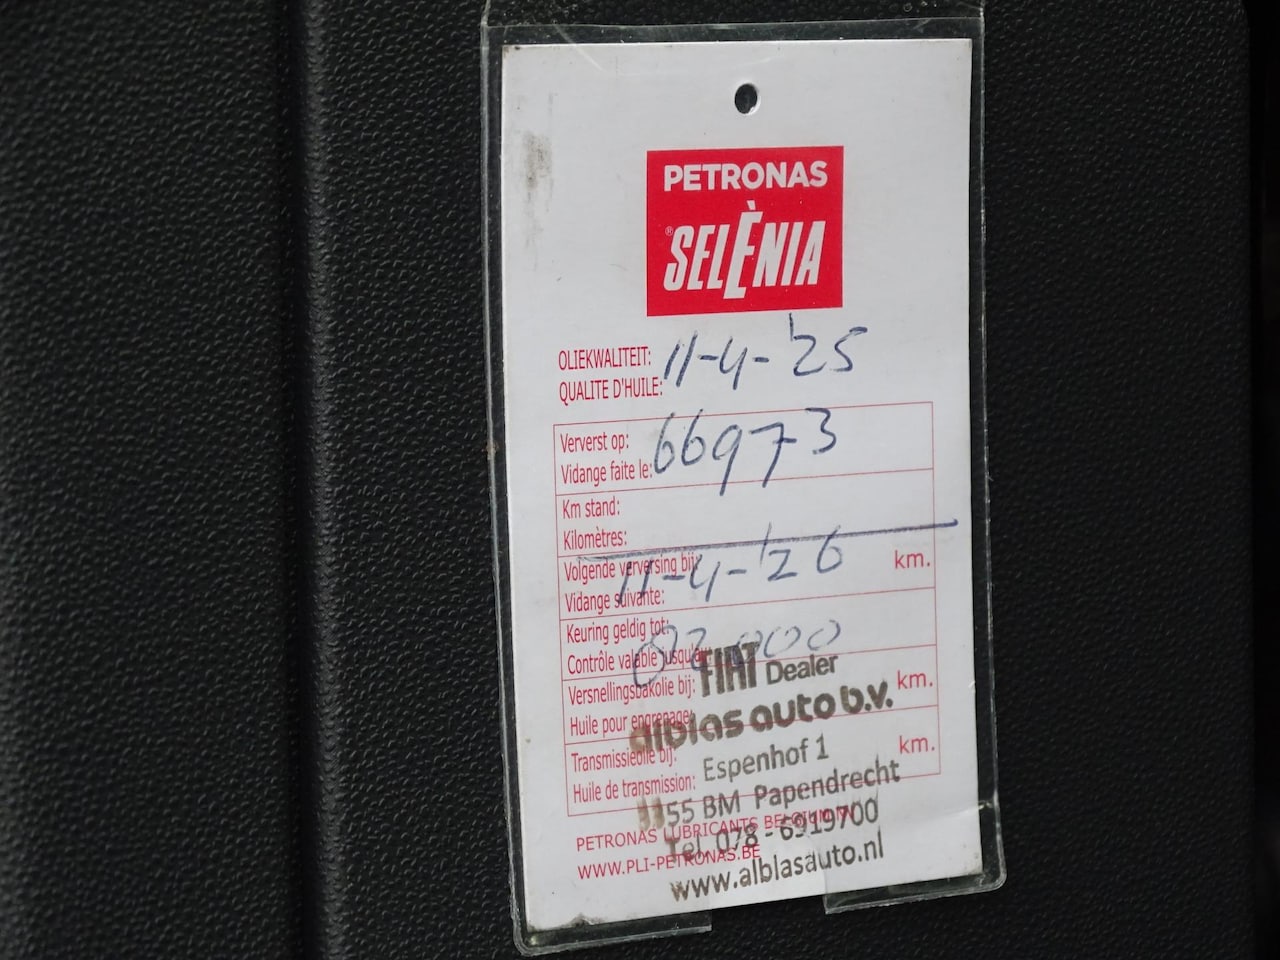 PETRONAS
® SELÈNIA
OLIEKWALITEIT: 11-4-'25
QUALITE D'HUILE:
Ververst op: 66973
Vidange faite le:
Km stand:
Kilomètres:
Volgende verversing bij: 11-4-'26 km.
Vidange suivante:
Keuring geldig tot:
Contrôle valable jusqu'au:
FIAT Dealer
Versnellingsbakolie bij: km.
Huile pour engrenage:
alblas auto b.v.
Transmissieolie bij: km.
Espenhof 1
Huile de transmission:
55 BM Papendrecht
PETRONAS LUBRICANTS BELGIUM NV
Tel. 078-6919700
WWW.PLI-PETRONAS.BE
www.alblasauto.nl